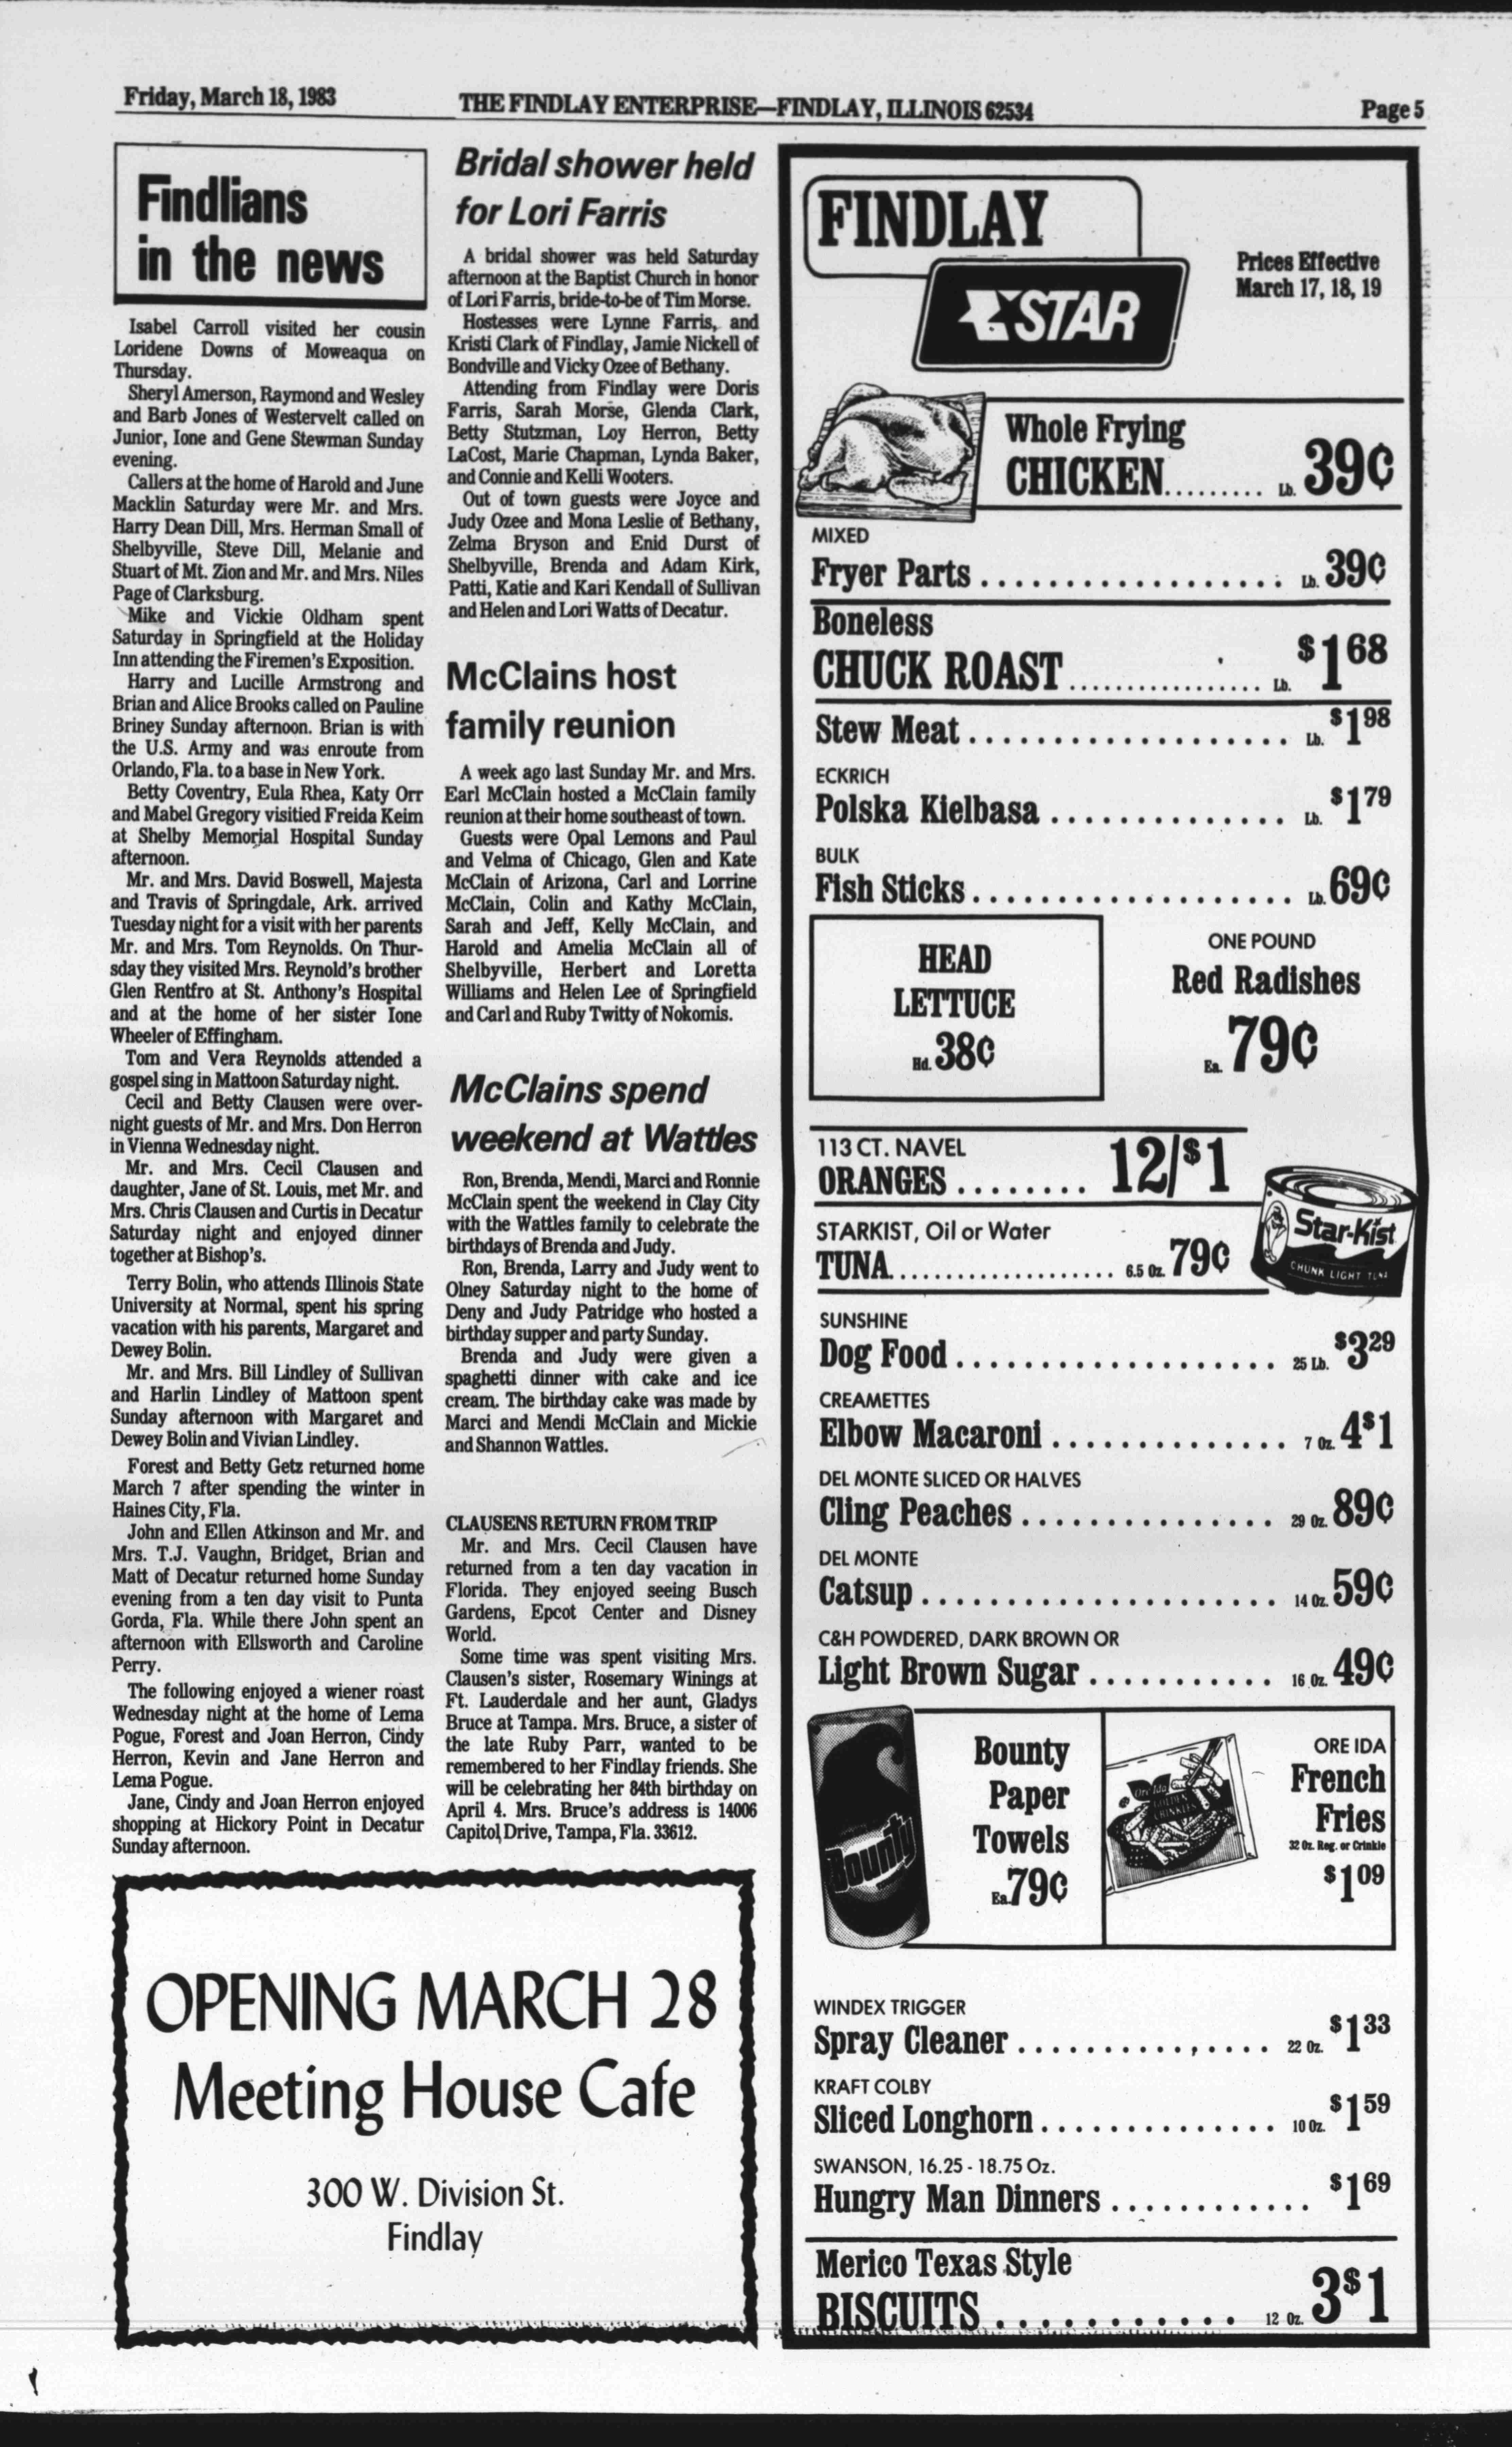 Friday, March 18, 1983
THE FINDLAY ENTERPRISE—FINDLAY, ILLINOIS 62534
Page 5
Findlians
in the news
Isabel Carroll visited her cousin
Loridene Downs of Moweaqua on
Thursday.
Sheryl Amerson, Raymond and Wesley
and Barb Jones of Westervelt called on
Junior, Ione and Gene Stewman Sunday
evening.
Callers at the home of Harold and June
Macklin Saturday were Mr. and Mrs.
Harry Dean Dill, Mrs. Herman Small of
Shelbyville, Steve Dill, Melanie and
Stuart of Mt. Zion and Mr. and Mrs. Niles
Page of Clarksburg.
Mike and Vickie Oldham spent
Saturday in Springfield at the Holiday
Inn attending the Firemen's Exposition.
Harry and Lucille Armstrong and
Brian and Alice Brooks called on Pauline
Briney Sunday afternoon. Brian is with
the U.S. Army and was enroute from
Orlando, Fla. to a base in New York.
Betty Coventry, Eula Rhea, Katy Orr
and Mabel Gregory visitied Freida Keim
at Shelby Memorial Hospital Sunday
afternoon.
Mr. and Mrs. David Boswell, Majesta
and Travis of Springdale, Ark. arrived
Tuesday night for a visit with her parents
Mr. and Mrs. Tom Reynolds. On Thur-
sday they visited Mrs. Reynold's brother
Glen Rentfro at St. Anthony's Hospital
and at the home of her sister Ione
Wheeler of Effingham.
Tom and Vera Reynolds attended a
gospel sing in Mattoon Saturday night.
Cecil and Betty Clausen were over-
night guests of Mr. and Mrs. Don Herron
in Vienna Wednesday night.
Mr. and Mrs. Cecil Clausen and
daughter, Jane of St. Louis, met Mr. and
Mrs. Chris Clausen and Curtis in Decatur
Saturday night and enjoyed dinner
together at Bishop's.
Terry Bolin, who attends Illinois State
University at Normal, spent his spring
vacation with his parents, Margaret and
Dewey Bolin.
Mr. and Mrs. Bill Lindley of Sullivan
and Harlin Lindley of Mattoon spent
Sunday afternoon with Margaret and
Dewey Bolin and Vivian Lindley.
Forest and Betty Getz returned home
March 7 after spending the winter in
Haines City, Fla.
John and Ellen Atkinson and Mr. and
Mrs. T.J. Vaughn, Bridget, Brian and
Matt of Decatur returned home Sunday
evening from a ten day visit to Punta
Gorda, Fla. While there John spent an
afternoon with Ellsworth and Caroline
Perry.
The following enjoyed a wiener roast
Wednesday night at the home of Lema
Pogue, Forest and Joan Herron, Cindy
Herron, Kevin and Jane Herron and
Lema Pogue.
Jane, Cindy and Joan Herron enjoyed
shopping at Hickory Point in Decatur
Sunday afternoon.
Bridal shower held
for Lori Farris
A bridal shower was held Saturday
afternoon at the Baptist Church in honor
of Lori Farris, bride-to-be of Tim Morse.
Hostesses were Lynne Farris, and
Kristi Clark of Findlay, Jamie Nickell of
Bondville and Vicky Ozee of Bethany.
Attending from Findlay were Doris
Farris, Sarah Morse, Glenda Clark,
Betty Stutzman, Loy Herron, Betty
LaCost, Marie Chapman, Lynda Baker,
and Connie and Kelli Wooters.
Out of town guests were Joyce and
Judy Ozee and Mona Leslie of Bethany,
Zelma Bryson and Enid Durst of
Shelbyville, Brenda and Adam Kirk,
Patti, Katie and Kari Kendall of Sullivan
and Helen and Lori Watts of Decatur.
McClains host
family reunion
A week ago last Sunday Mr. and Mrs.
Earl McClain hosted a McClain family
reunion at their home southeast of town.
Guests were Opal Lemons and Paul
and Velma of Chicago, Glen and Kate
McClain of Arizona, Carl and Lorrine
McClain, Colin and Kathy McClain,
Sarah and Jeff, Kelly McClain, and
Harold and Amelia McClain all of
Shelbyville, Herbert and Loretta
Williams and Helen Lee of Springfield
and Carl and Ruby Twitty of Nokomis.
McClains spend
weekend at Wattles
Ron, Brenda, Mendi, Marci and Ronnie
McClain spent the weekend in Clay City
with the Wattles family to celebrate the
birthdays of Brenda and Judy.
Ron, Brenda, Larry and Judy went to
Olney Saturday night to the home of
Deny and Judy Patridge who hosted a
birthday supper and party Sunday.
Brenda and Judy were given a
spaghetti dinner with cake and ice
cream. The birthday cake was made by
Marci and Mendi McClain and Mickie
and Shannon Wattles.
CLAUSENS RETURN FROM TRIP
Mr. and Mrs. Cecil Clausen have
returned from a ten day vacation in
Florida. They enjoyed seeing Busch
Gardens, Epcot Center and Disney
World.
Some time was spent visiting Mrs.
Clausen's sister, Rosemary Winings at
Ft. Lauderdale and her aunt, Gladys
Bruce at Tampa. Mrs. Bruce, a sister of
the late Ruby Parr, wanted to be
remembered to her Findlay friends. She
will be celebrating her 84th birthday on
April 4. Mrs. Bruce's address is 14006
Capitol Drive, Tampa, Fla. 33612.
OPENING MARCH 28
Meeting House Cafe
300 W. Division St.
Findlay
FINDLAY
STAR
Prices Effective
March 17, 18, 19
Whole Frying
CHICKEN......... Lb. 39¢
MIXED
Fryer Parts .................. Lb. 39¢
Boneless
CHUCK ROAST .................. Lb. $1 68
Stew Meat .................... Lb. $1 98
ECKRICH
Polska Kielbasa .............. Lb. $1 79
BULK
Fish Sticks ................... Lb. 69¢
HEAD
LETTUCE
Hd. 38¢
ONE POUND
Red Radishes
Ea. 79¢
113 CT. NAVEL
ORANGES ........ 12/$1
STARKIST, Oil or Water
TUNA.................... 6.5 Oz. 79¢
Star-Kist
CHUNK LIGHT TUNA
SUNSHINE
Dog Food .................... 25 Lb. $3 29
CREAMETTES
Elbow Macaroni .............. 7 Oz. 4$1
DEL MONTE SLICED OR HALVES
Cling Peaches ................ 29 Oz. 89¢
DEL MONTE
Catsup ...................... 14 Oz. 59¢
C&H POWDERED, DARK BROWN OR
Light Brown Sugar ........... 16 Oz. 49¢
Bounty
Bounty
Paper
Towels
Ea. 79¢
Ore-Ida
GOLDEN
CRINKLES
ORE IDA
French
Fries
32 Oz. Reg. or Crinkle
$1 09
WINDEX TRIGGER
Spray Cleaner ............... 22 Oz. $1 33
KRAFT COLBY
Sliced Longhorn .............. 10 Oz. $1 59
SWANSON, 16.25 - 18.75 Oz.
Hungry Man Dinners ............ $1 69
Merico Texas Style
BISCUITS ............ 12 Oz. 3$1